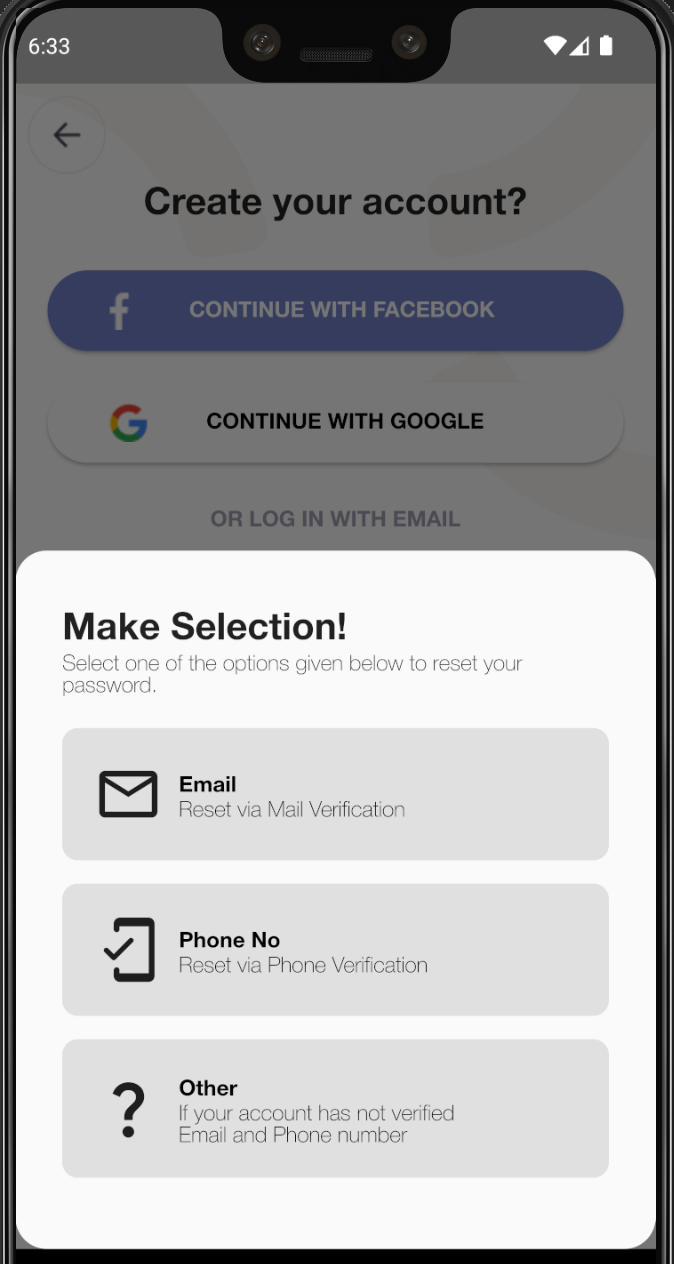 6:33
Create your account?
CONTINUE WITH FACEBOOK
CONTINUE WITH GOOGLE
OR LOG IN WITH EMAIL
Make Selection!
Select one of the options given below to reset your
password.
Email
Reset via Mail Verification
Phone No
Reset via Phone Verification
Other
If your account has not verified
Email and Phone number